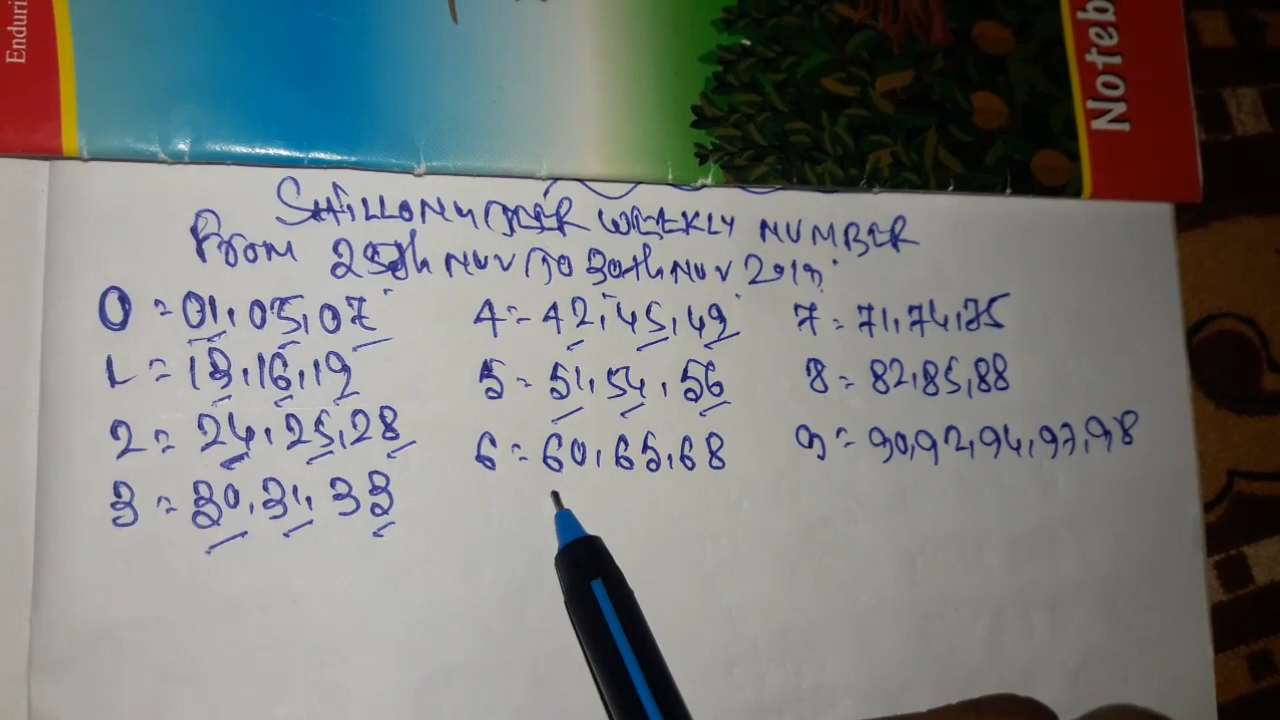 Enduri
Noteb
SHILLONG TEER WEEKLY NUMBER
From 25th NOV TO 30th NOV 2019
0 = 01, 05, 07
1 = 13, 16, 19
2 = 24, 25, 28
3 = 30, 31, 33
4 = 42, 45, 49
5 = 51, 54, 56
6 = 60, 65, 68
7 = 71, 74, 75
8 = 82, 85, 88
9 = 90, 92, 94, 97, 98